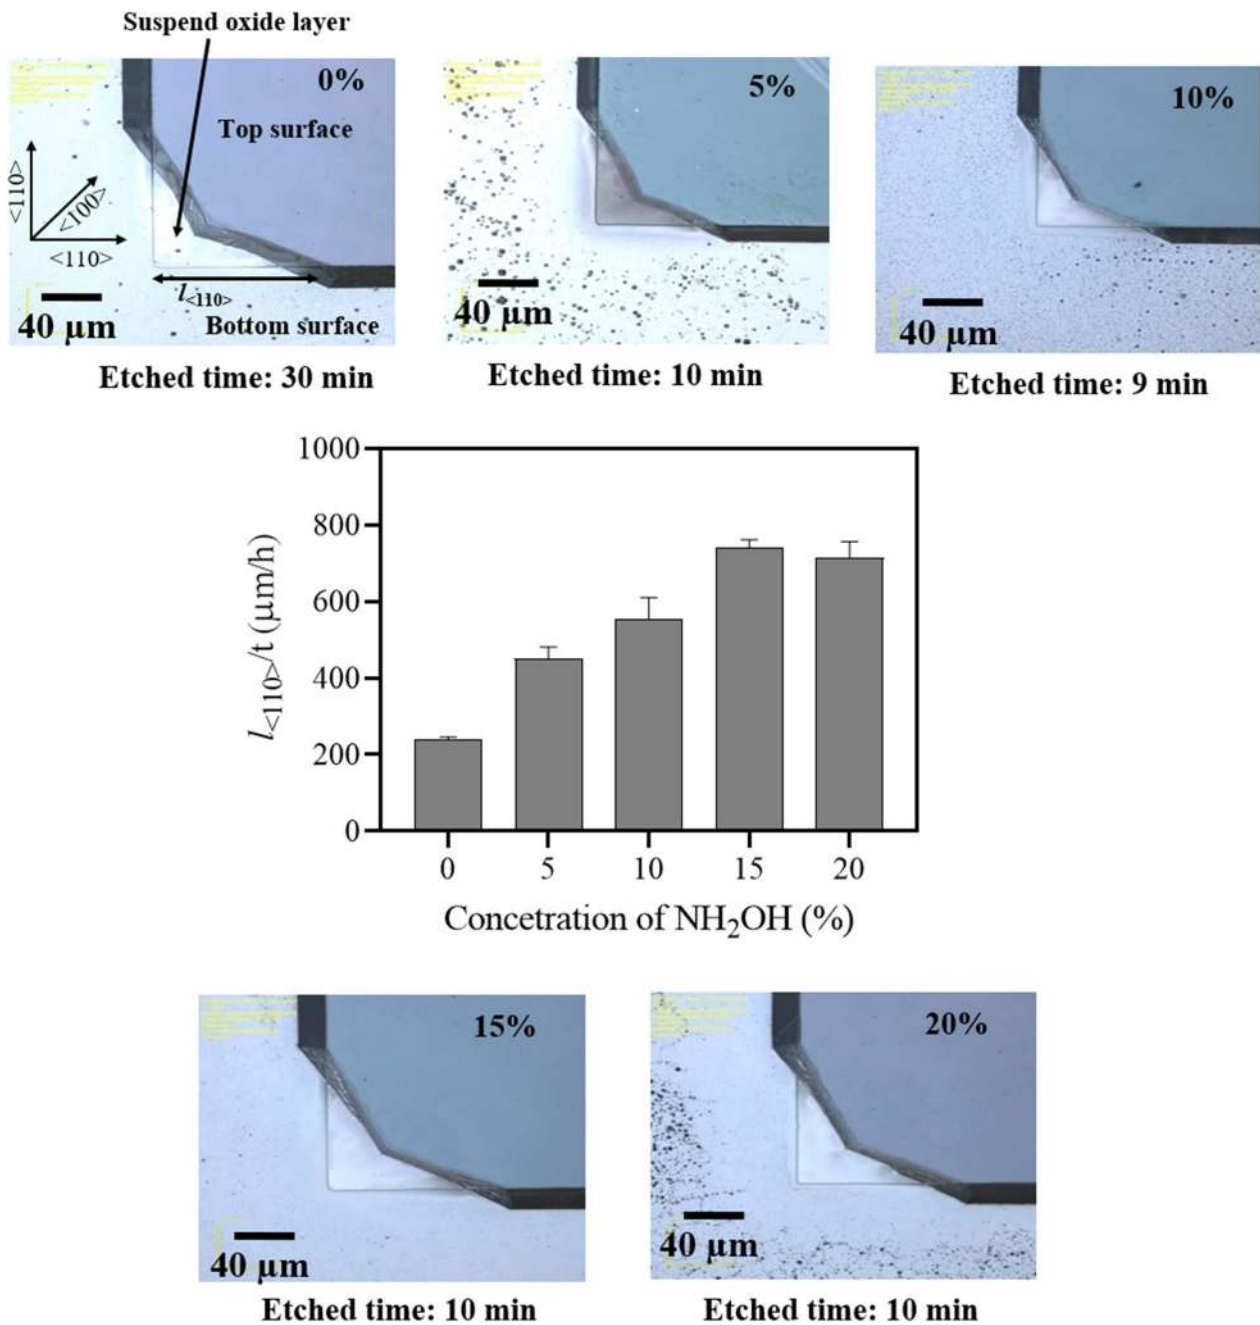 Suspend oxide layer
0%
Top surface
<110>
<100>
<110>
l<110>
40 µm
Bottom surface
Etched time: 30 min
5%
40 µm
Etched time: 10 min
10%
40 µm
Etched time: 9 min
1000
800
600
400
200
0
l<110>/t (µm/h)
0 5 10 15 20
Concetration of NH₂OH (%)
15%
40 µm
Etched time: 10 min
20%
40 µm
Etched time: 10 min